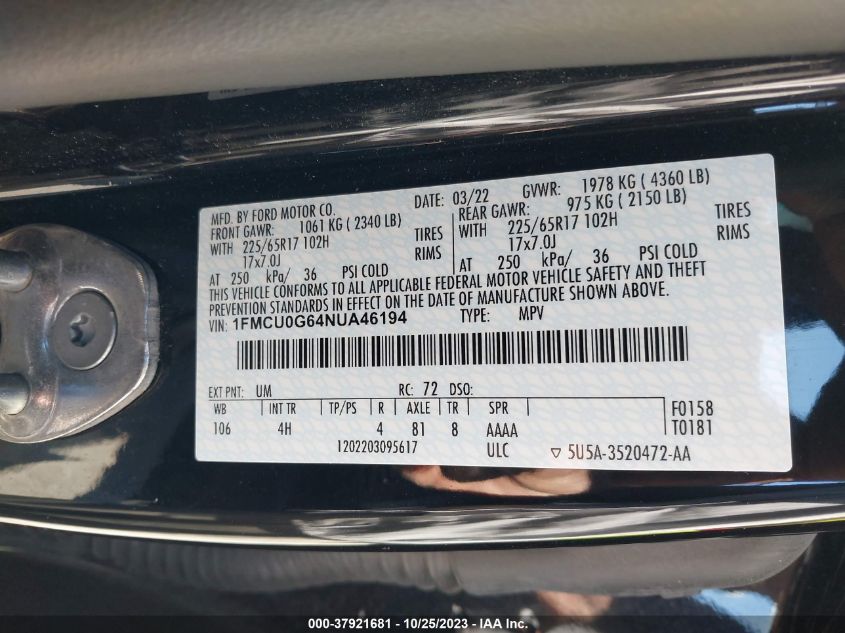 MFD. BY FORD MOTOR CO. DATE: 03/22 GVWR: 1978 KG ( 4360 LB)
FRONT GAWR: 1061 KG ( 2340 LB) REAR GAWR: 975 KG ( 2150 LB)
WITH 225/65R17 102H TIRES WITH 225/65R17 102H TIRES
17x7.0J RIMS 17x7.0J RIMS
AT 250 kPa/ 36 PSI COLD AT 250 kPa/ 36 PSI COLD
THIS VEHICLE CONFORMS TO ALL APPLICABLE FEDERAL MOTOR VEHICLE SAFETY AND THEFT
PREVENTION STANDARDS IN EFFECT ON THE DATE OF MANUFACTURE SHOWN ABOVE.
VIN: 1FMCU0G64NUA46194 TYPE: MPV
EXT PNT: UM RC: 72 DSO:
WB INT TR TP/PS R AXLE TR SPR F0158
106 4H 4 81 8 AAAA T0181
1202203095617 ULC ▽ 5U5A-3520472-AA
000-37921681 - 10/25/2023 - IAA Inc.